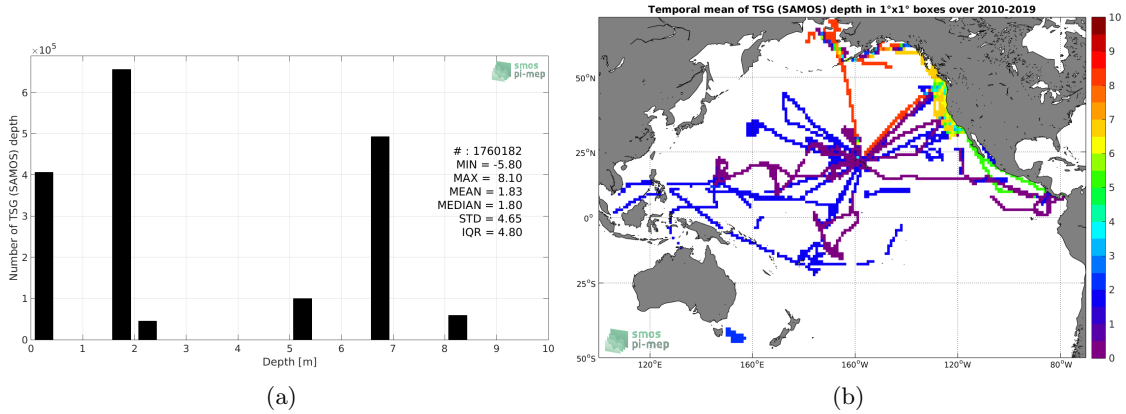 ×10⁵
6
5
4
3
2
1
0
0 1 2 3 4 5 6 7 8 9 10
Number of TSG (SAMOS) depth
Depth [m]
smos
pi-mep
# : 1760182
MIN = -5.80
MAX = 8.10
MEAN = 1.83
MEDIAN = 1.80
STD = 4.65
IQR = 4.80
(a)
Temporal mean of TSG (SAMOS) depth in 1°x1° boxes over 2010-2019
50°N
25°N
0°
25°S
50°S
120°E 160°E 160°W 120°W 80°W
smos
pi-mep
10
9
8
7
6
5
4
3
2
1
0
(b)